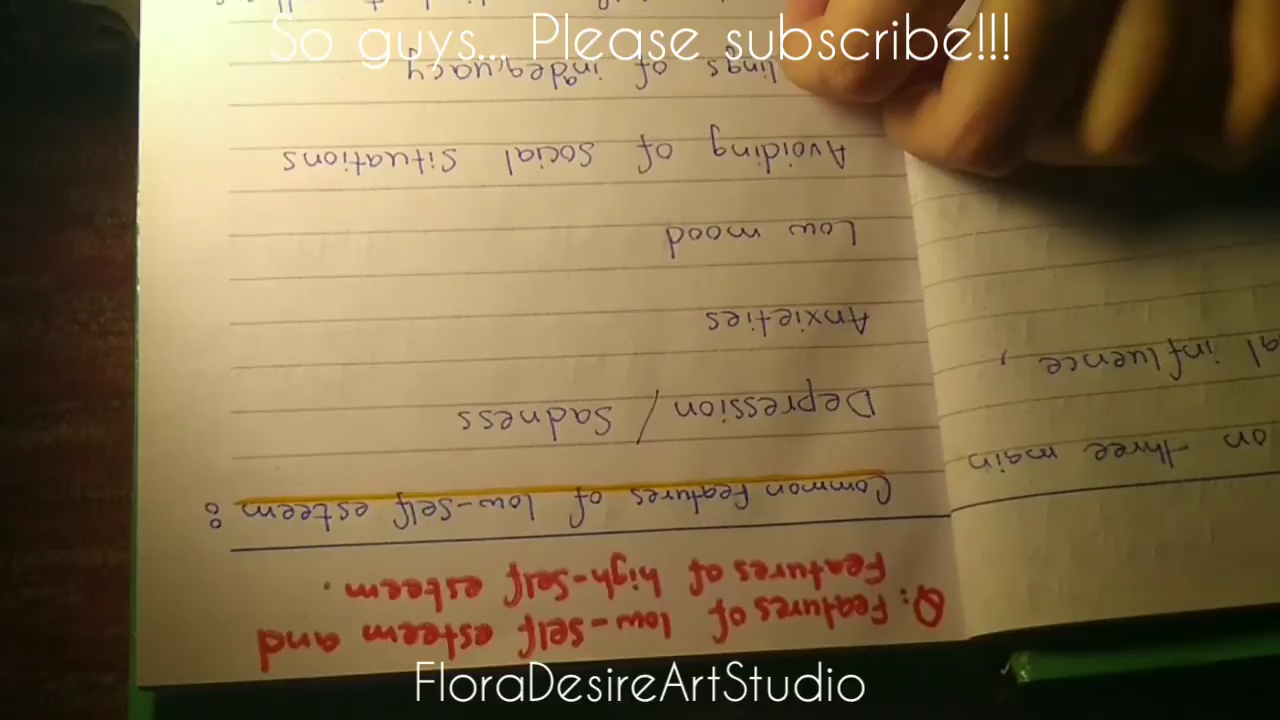 So guys... Please subscribe!!!
Q: Features of low-self esteem and
Features of high-self esteem.
Common features of low-self esteem :
Depression / Sadness
Anxieties
Low mood
Avoiding of social situations
lings of inadequacy
on three main
al influence,
FloraDesireArtStudio